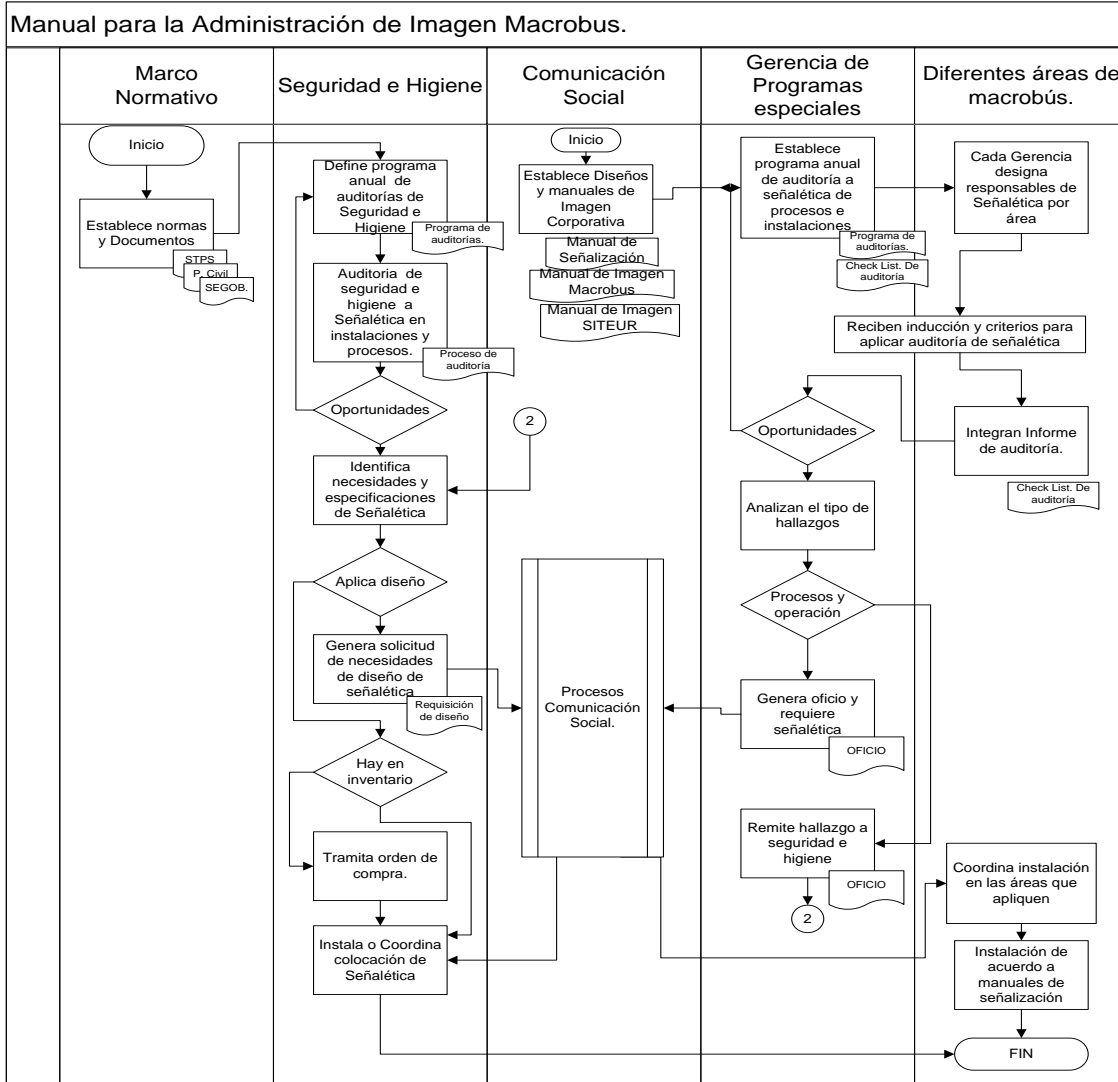 Manual para la Administración de Imagen Macrobus.
Marco
Normativo
Seguridad e Higiene
Comunicación
Social
Gerencia de
Programas
especiales
Diferentes áreas de
macrobús.
Inicio
Establece normas
y Documentos
STPS
P. Civil
SEGOB.
Define programa
anual de
auditorías de
Seguridad e
Higiene
Programa de
auditorías.
Auditoria de
seguridad e
higiene a
Señalética en
instalaciones y
procesos.
Proceso de
auditoría
Oportunidades
Identifica
necesidades y
especificaciones
de Señalética
Aplica diseño
Genera solicitud
de necesidades
de diseño de
señalética
Requisición
de diseño
Hay en
inventario
Tramita orden de
compra.
Instala o Coordina
colocación de
Señalética
Inicio
Establece Diseños
y manuales de
Imagen
Corporativa
Manual de
Señalización
Manual de Imagen
Macrobus
Manual de Imagen
SITEUR
2
Procesos
Comunicación
Social.
Establece
programa anual
de auditoría a
señalética de
procesos e
instalaciones
Programa de
auditorías.
Check List. De
auditoría
Oportunidades
Analizan el tipo de
hallazgos
Procesos y
operación
Genera oficio y
requiere
señalética
OFICIO
Remite hallazgo a
seguridad e
higiene
OFICIO
2
Cada Gerencia
designa
responsables de
Señalética por
área
Reciben inducción y criterios para
aplicar auditoría de señalética
Integran Informe
de auditoría.
Check List. De
auditoría
Coordina instalación
en las áreas que
apliquen
Instalación de
acuerdo a
manuales de
señalización
FIN